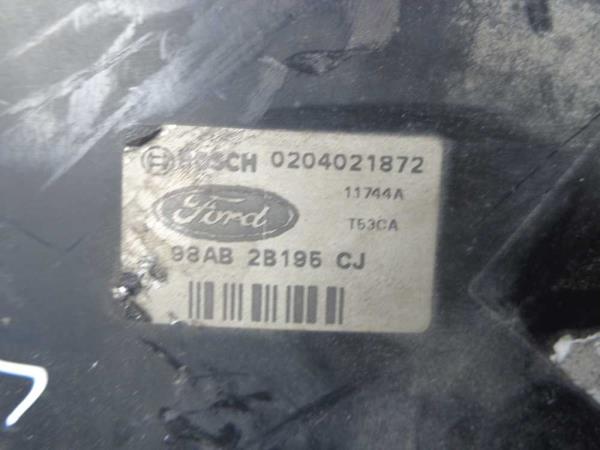 BOSCH 0204021872
11744A
Ford
T53CA
98AB 2B195 CJ